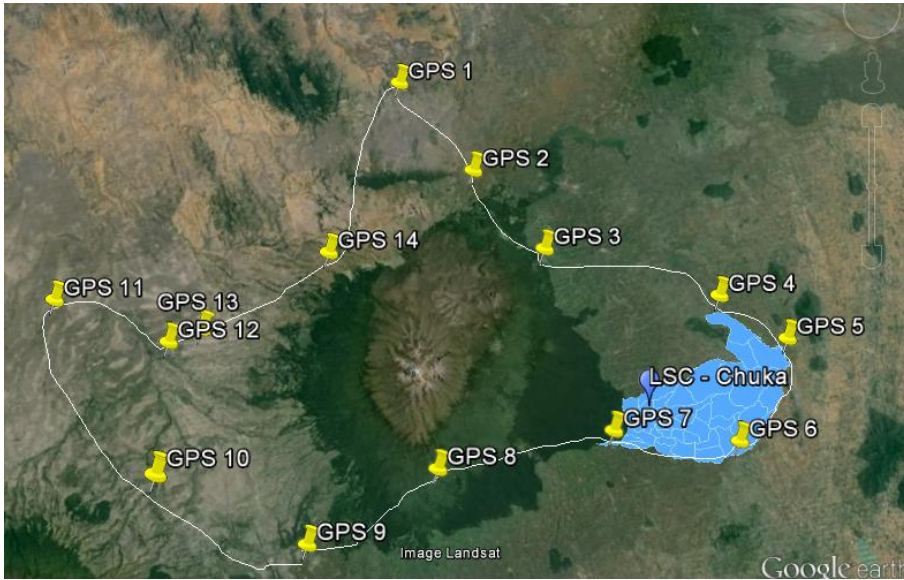 GPS 1
GPS 2
GPS 3
GPS 14
GPS 4
GPS 11
GPS 13
GPS 12
GPS 5
LSC - Chuka
GPS 7
GPS 6
GPS 8
GPS 10
GPS 9
Image Landsat
Google earth